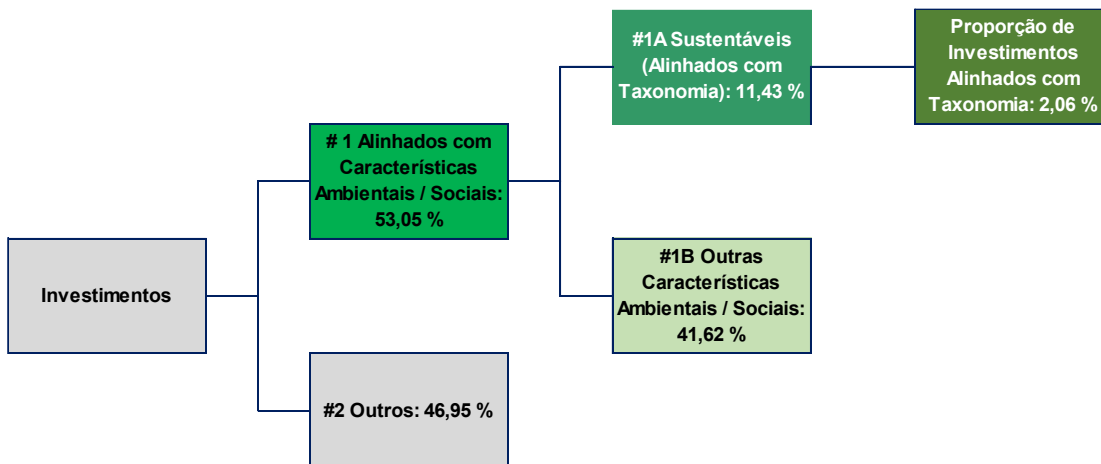 #1A Sustentáveis
(Alinhados com
Taxonomia): 11,43 %
Proporção de
Investimentos
Alinhados com
Taxonomia: 2,06 %
# 1 Alinhados com
Características
Ambientais / Sociais:
53,05 %
Investimentos
#1B Outras
Características
Ambientais / Sociais:
41,62 %
#2 Outros: 46,95 %